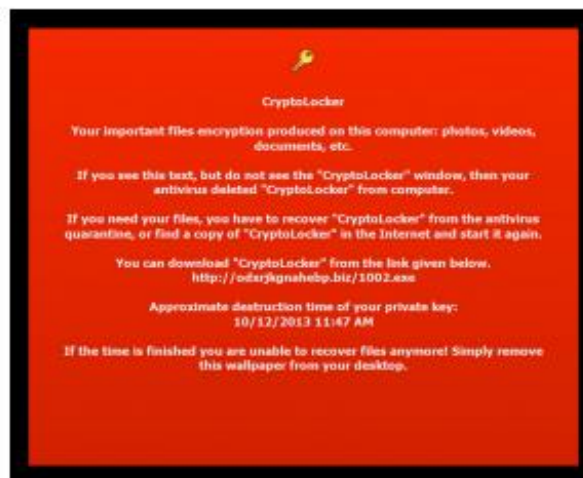 CryptoLocker
Your important files encryption produced on this computer: photos, videos,
documents, etc.
If you see this text, but do not see the "CryptoLocker" window, then your
antivirus deleted "CryptoLocker" from computer.
If you need your files, you have to recover "CryptoLocker" from the antivirus
quarantine, or find a copy of "CryptoLocker" in the Internet and start it again.
You can download "CryptoLocker" from the link given below.
http://odxrjkgnahebp.biz/1002.exe
Approximate destruction time of your private key:
10/12/2013 11:47 AM
If the time is finished you are unable to recover files anymore! Simply remove
this wallpaper from your desktop.